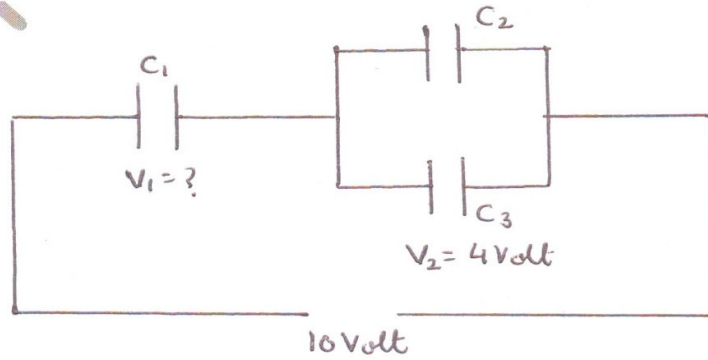 C₂
C₁
V₁ = ?
C₃
V₂ = 4 Volt
10 Volt